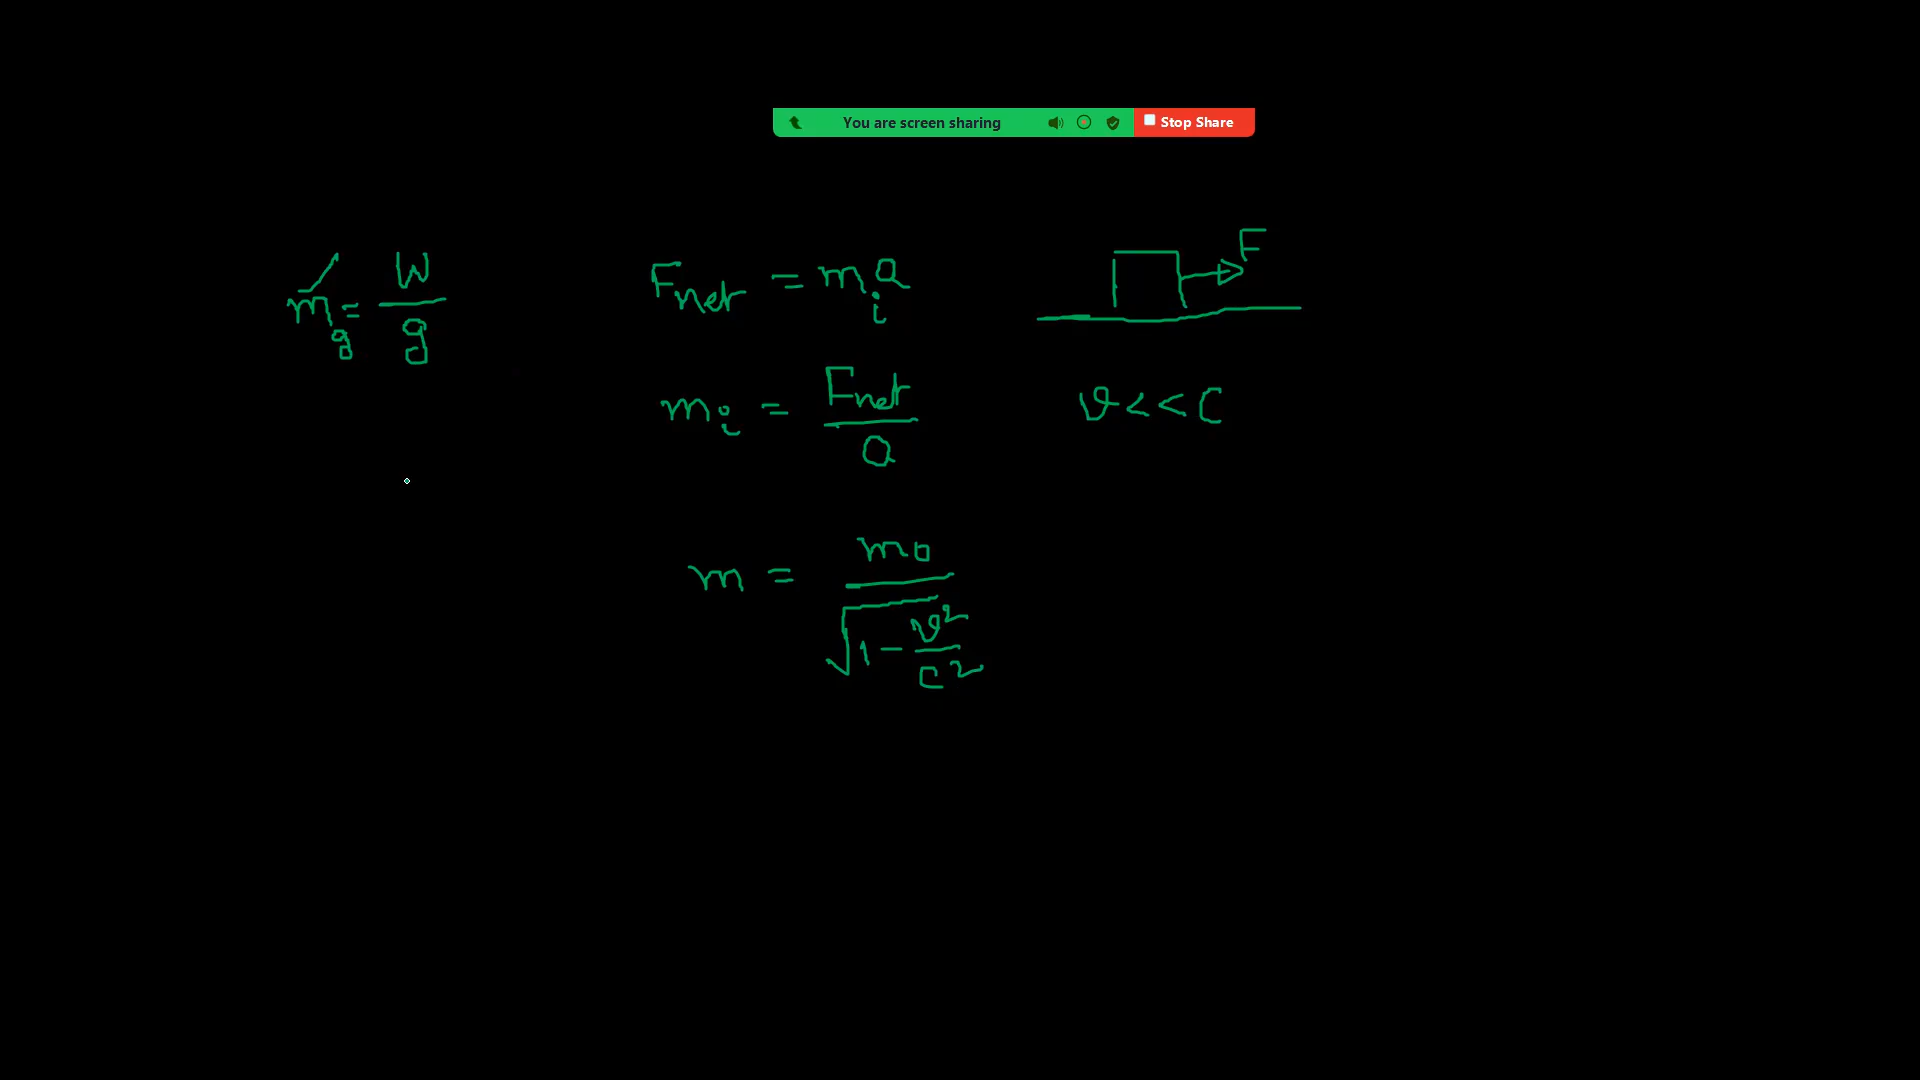 You are screen sharing Stop Share
m_g = W/g
F_net = m_i a
F
m_i = F_net/a
v << c
m = m_0/√(1 - v²/c²)